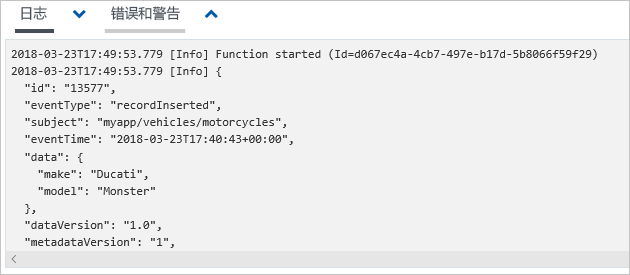 日志 错误和警告
2018-03-23T17:49:53.779 [Info] Function started (Id=d067ec4a-4cb7-497e-b17d-5b8066f59f29)
2018-03-23T17:49:53.779 [Info] {
  "id": "13577",
  "eventType": "recordInserted",
  "subject": "myapp/vehicles/motorcycles",
  "eventTime": "2018-03-23T17:40:43+00:00",
  "data": {
    "make": "Ducati",
    "model": "Monster"
  },
  "dataVersion": "1.0",
  "metadataVersion": "1",